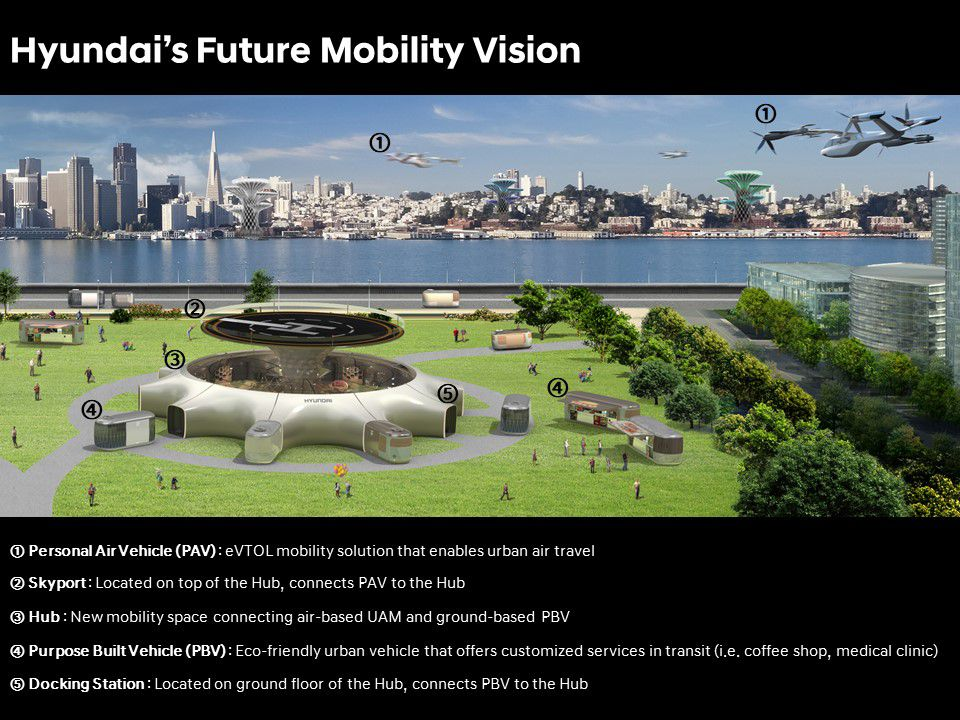 Hyundai’s Future Mobility Vision
① ①
②
③
④ ⑤ ④
HYUNDAI
① Personal Air Vehicle (PAV) : eVTOL mobility solution that enables urban air travel
② Skyport : Located on top of the Hub, connects PAV to the Hub
③ Hub : New mobility space connecting air-based UAM and ground-based PBV
④ Purpose Built Vehicle (PBV) : Eco-friendly urban vehicle that offers customized services in transit (i.e. coffee shop, medical clinic)
⑤ Docking Station : Located on ground floor of the Hub, connects PBV to the Hub